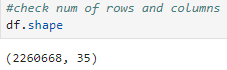 #check num of rows and columns
df.shape
(2260668, 35)